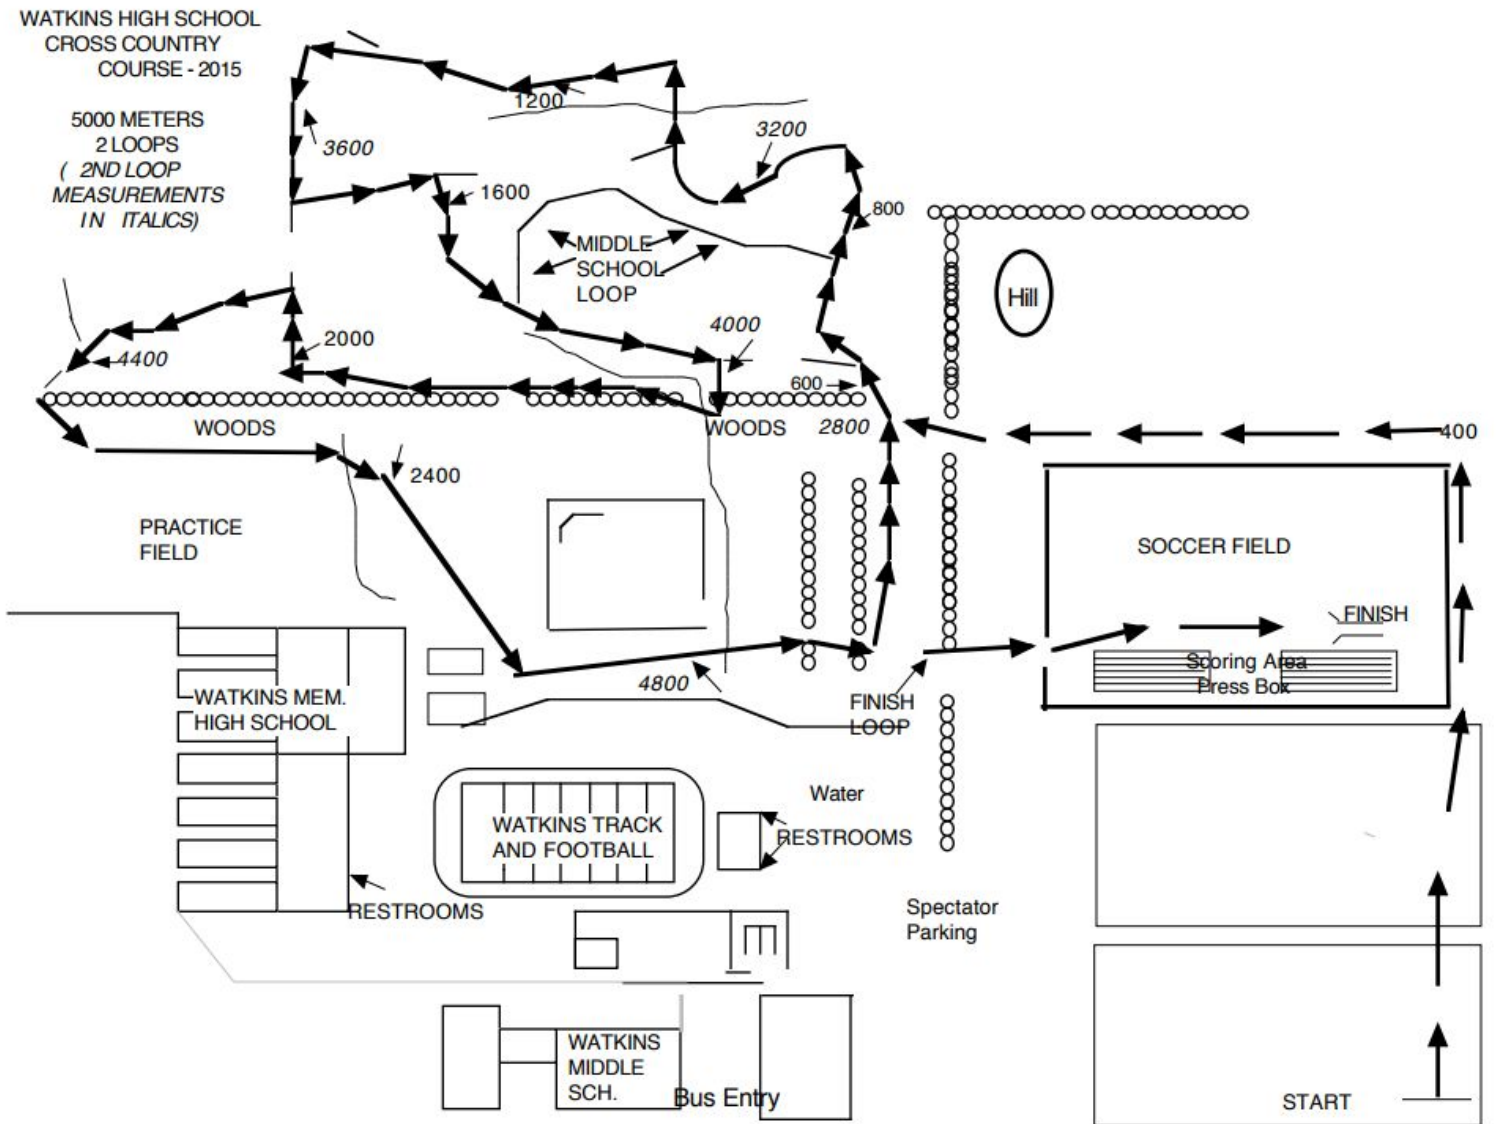 WATKINS HIGH SCHOOL
CROSS COUNTRY
COURSE - 2015
5000 METERS
2 LOOPS
( 2ND LOOP
MEASUREMENTS
IN ITALICS)
1200
3600
3200
1600
800
MIDDLE
SCHOOL
LOOP
Hill
4000
2000
4400
600
WOODS
WOODS
2800
400
2400
PRACTICE
FIELD
SOCCER FIELD
FINISH
Scoring Area
Press Box
4800
WATKINS MEM.
HIGH SCHOOL
FINISH
LOOP
Water
RESTROOMS
WATKINS TRACK
AND FOOTBALL
RESTROOMS
Spectator
Parking
WATKINS
MIDDLE
SCH.
Bus Entry
START